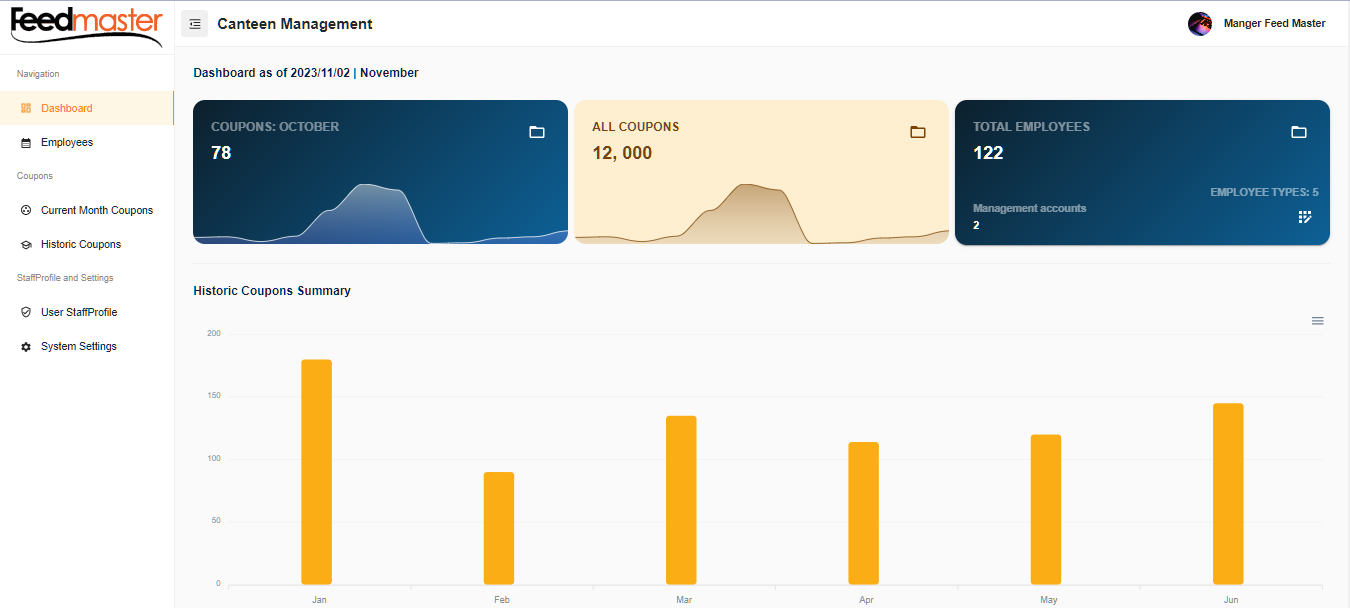 Feedmaster
Canteen Management
Manger Feed Master
Navigation
Dashboard
Employees
Coupons
Current Month Coupons
Historic Coupons
StaffProfile and Settings
User StaffProfile
System Settings
Dashboard as of 2023/11/02 | November
COUPONS: OCTOBER
78
ALL COUPONS
12, 000
TOTAL EMPLOYEES
122
EMPLOYEE TYPES: 5
Management accounts
2
Historic Coupons Summary
200
150
100
50
0
Jan Feb Mar Apr May Jun